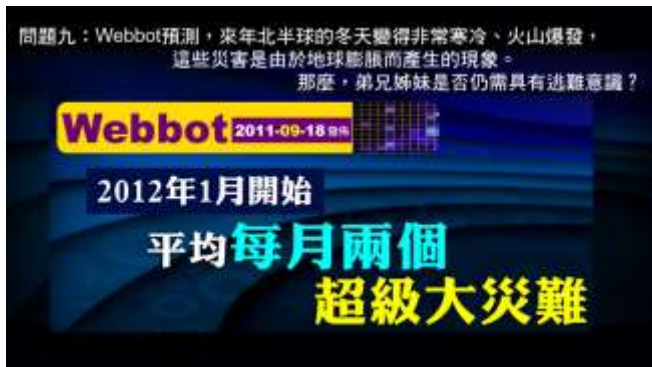 問題九：Webbot預測，來年北半球的冬天變得非常寒冷、火山爆發，
這些災害是由於地球膨脹而產生的現象。
那麼，弟兄姊妹是否仍需具有逃難意識？
Webbot 2011-09-18 發佈
2012年1月開始
平均每月兩個
超級大災難